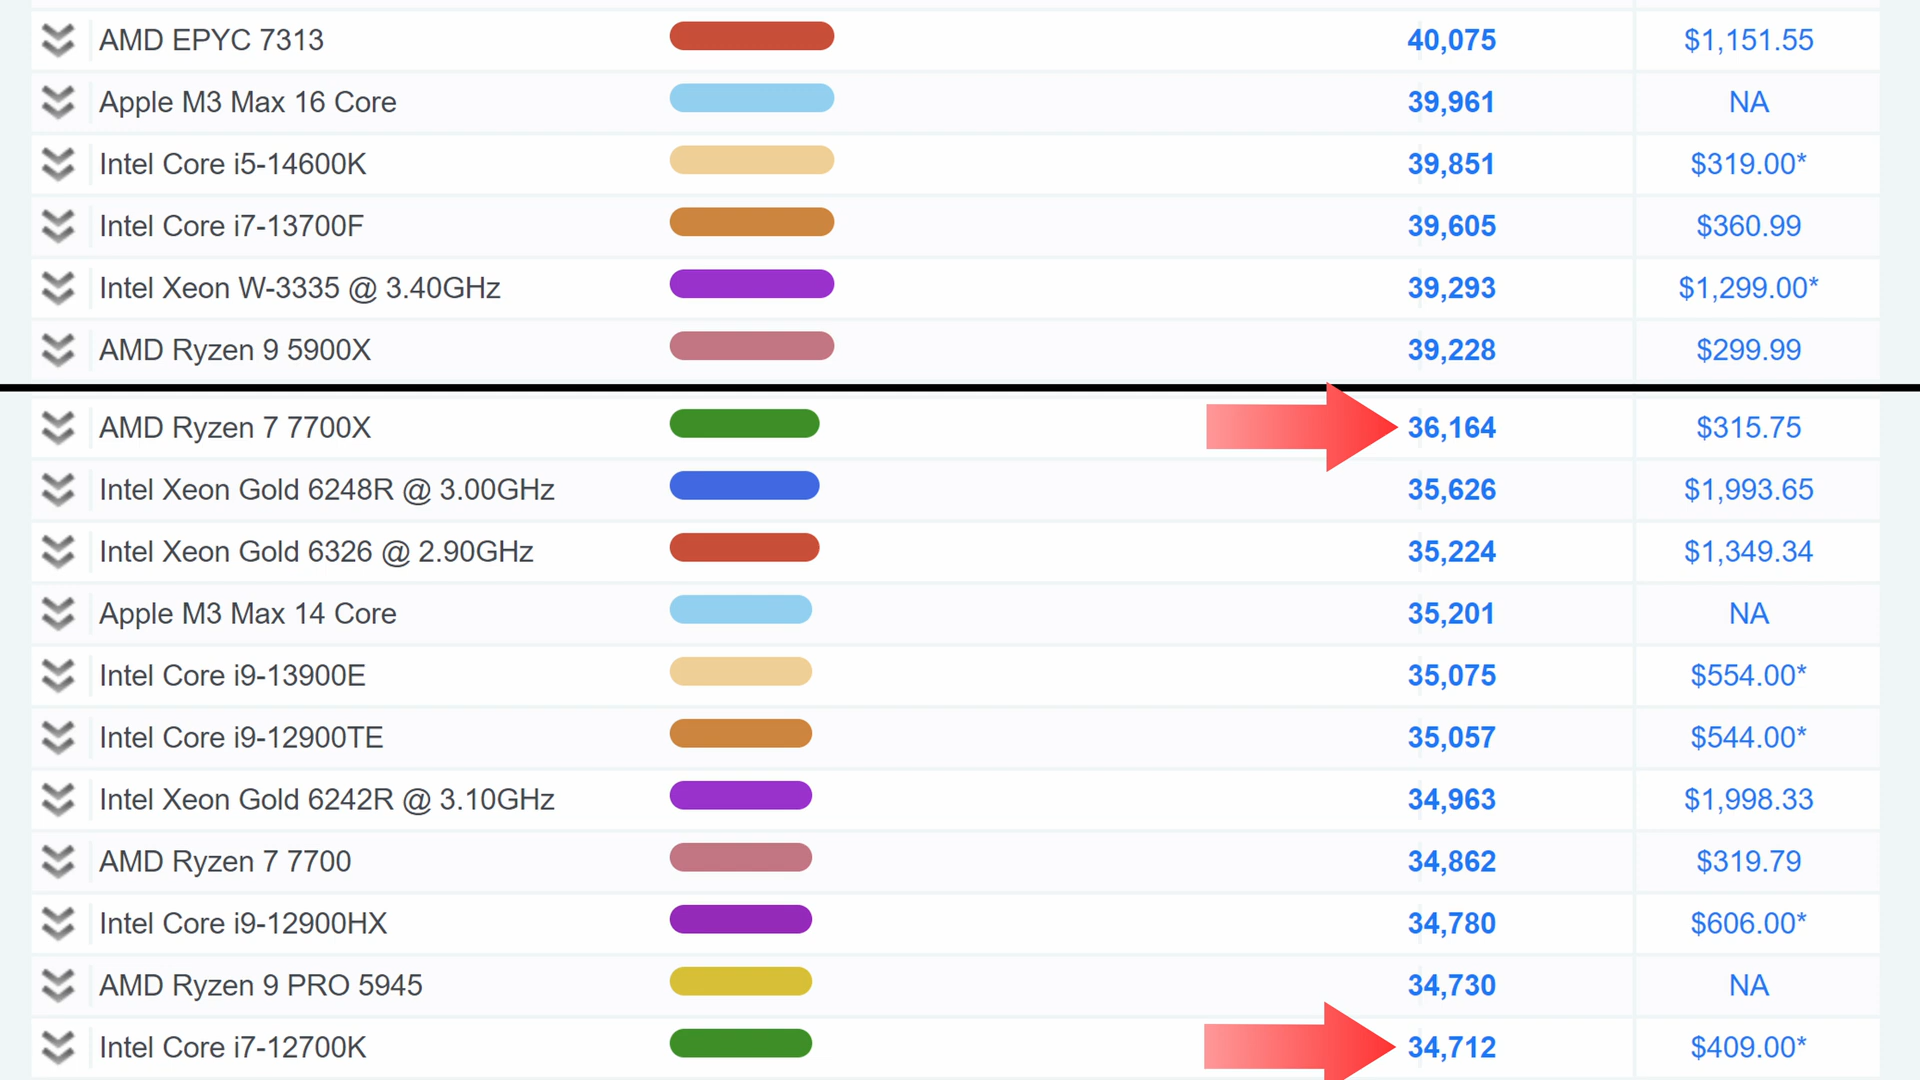 AMD EPYC 7313 40,075 $1,151.55
Apple M3 Max 16 Core 39,961 NA
Intel Core i5-14600K 39,851 $319.00*
Intel Core i7-13700F 39,605 $360.99
Intel Xeon W-3335 @ 3.40GHz 39,293 $1,299.00*
AMD Ryzen 9 5900X 39,228 $299.99
AMD Ryzen 7 7700X 36,164 $315.75
Intel Xeon Gold 6248R @ 3.00GHz 35,626 $1,993.65
Intel Xeon Gold 6326 @ 2.90GHz 35,224 $1,349.34
Apple M3 Max 14 Core 35,201 NA
Intel Core i9-13900E 35,075 $554.00*
Intel Core i9-12900TE 35,057 $544.00*
Intel Xeon Gold 6242R @ 3.10GHz 34,963 $1,998.33
AMD Ryzen 7 7700 34,862 $319.79
Intel Core i9-12900HX 34,780 $606.00*
AMD Ryzen 9 PRO 5945 34,730 NA
Intel Core i7-12700K 34,712 $409.00*